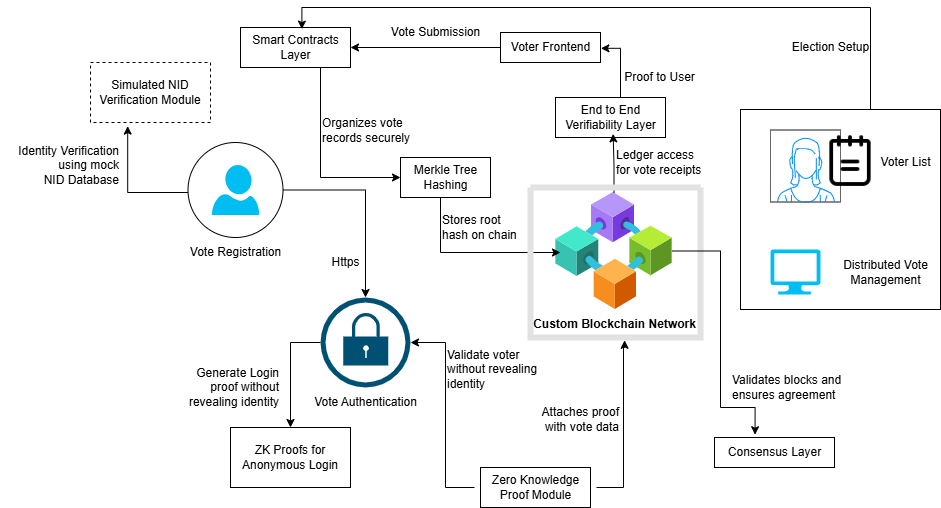 Smart Contracts
Layer
Vote Submission
Voter Frontend
Election Setup
Simulated NID
Verification Module
Proof to User
Organizes vote
records securely
End to End
Verifiability Layer
Identity Verification
using mock
NID Database
Ledger access
for vote receipts
Voter List
Merkle Tree
Hashing
Vote Registration
Stores root
hash on chain
Https
Distributed Vote
Management
Custom Blockchain Network
Validate voter
without revealing
identity
Generate Login
proof without
revealing identity
Vote Authentication
Attaches proof
with vote data
Validates blocks and
ensures agreement
ZK Proofs for
Anonymous Login
Consensus Layer
Zero Knowledge
Proof Module